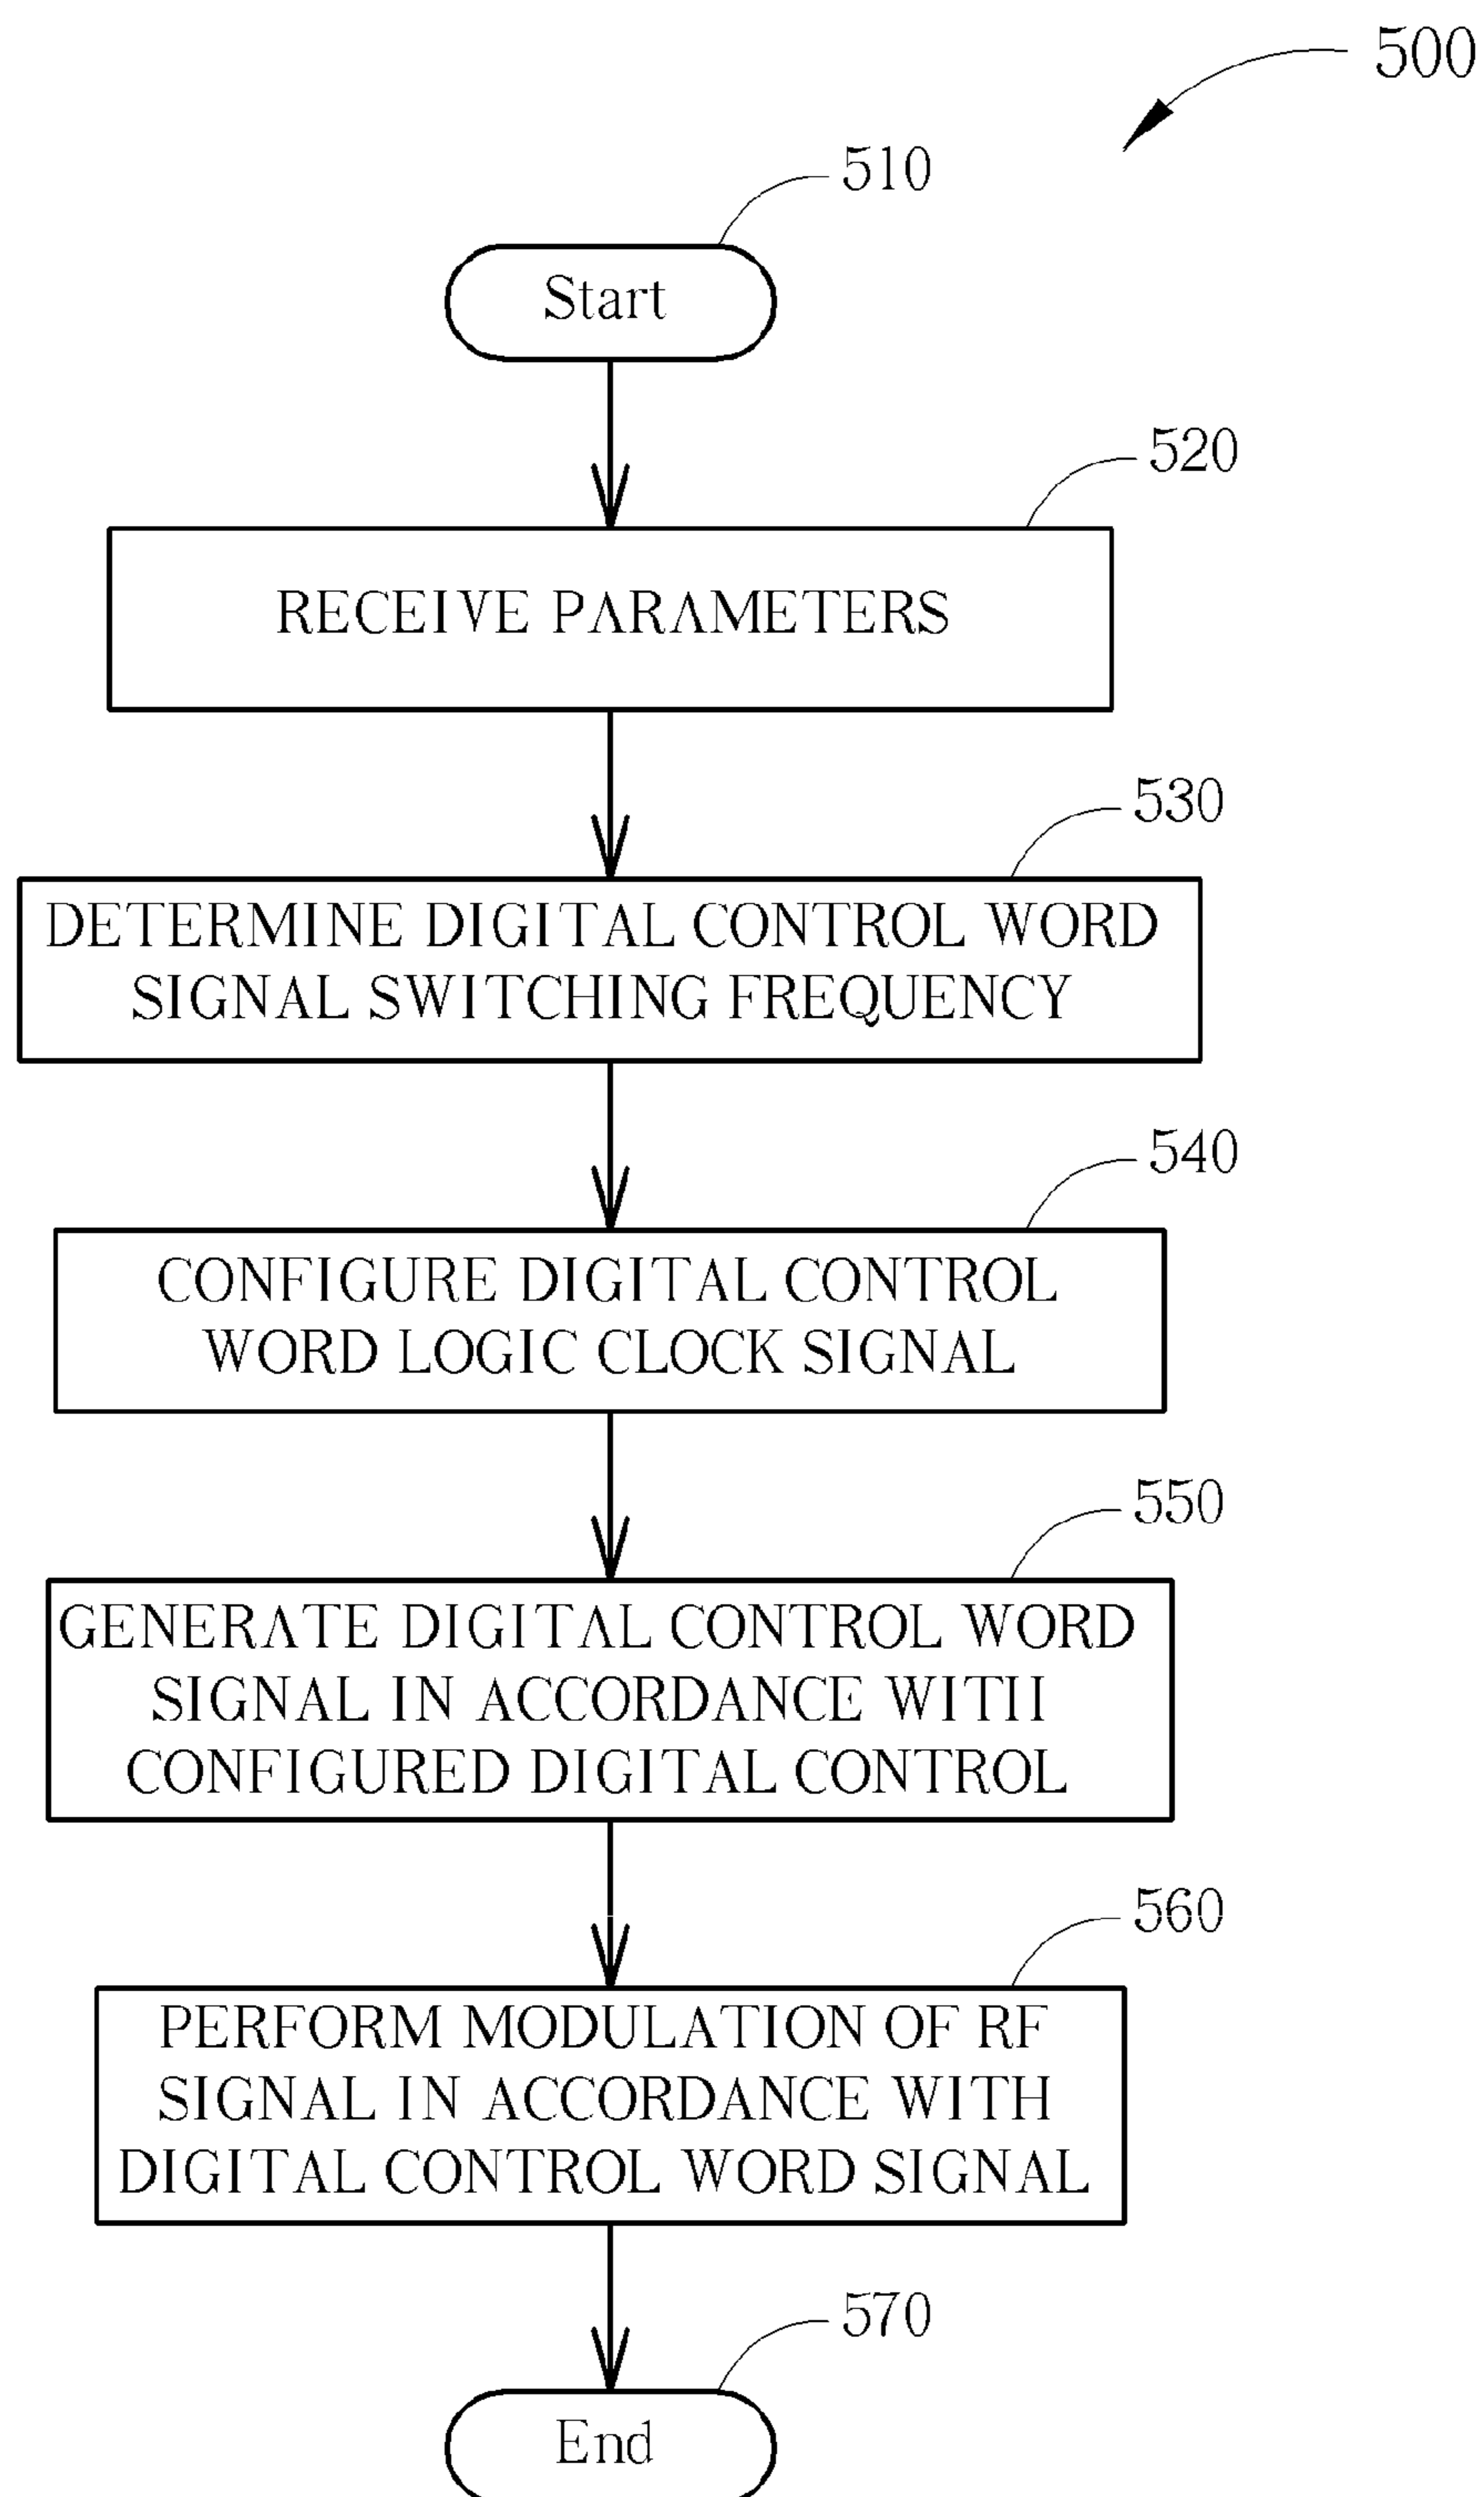 500
510
Start
520
RECEIVE PARAMETERS
530
DETERMINE DIGITAL CONTROL WORD
SIGNAL SWITCHING FREQUENCY
540
CONFIGURE DIGITAL CONTROL
WORD LOGIC CLOCK SIGNAL
550
GENERATE DIGITAL CONTROL WORD
SIGNAL IN ACCORDANCE WITH
CONFIGURED DIGITAL CONTROL
560
PERFORM MODULATION OF RF
SIGNAL IN ACCORDANCE WITH
DIGITAL CONTROL WORD SIGNAL
570
End